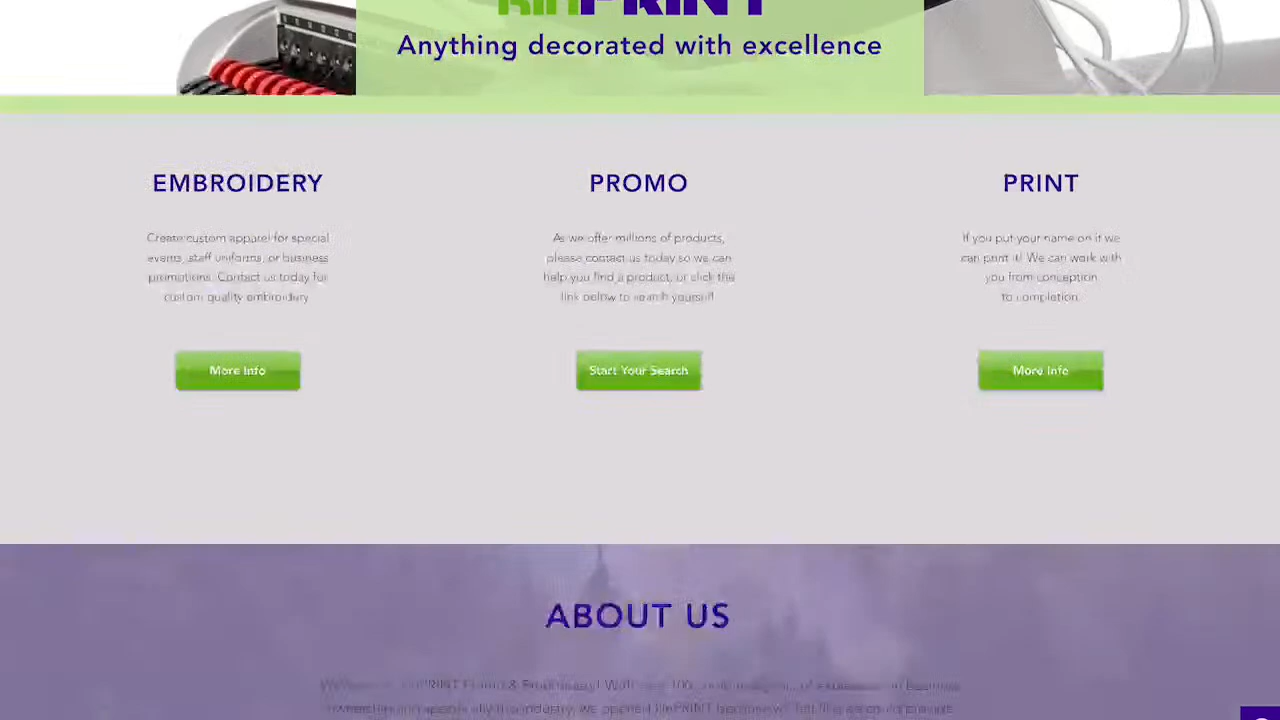 PRINT
Anything decorated with excellence
EMBROIDERY
Create custom apparel for special
events, staff uniforms, or business
promotions. Contact us today for
custom quality embroidery
More Info
PROMO
As we offer millions of products,
please contact us today so we can
help you find a product, or click the
link below to search yourself
Start Your Search
PRINT
If you put your name on it we
can print it! We can work with
you from conception
to completion.
More Info
ABOUT US